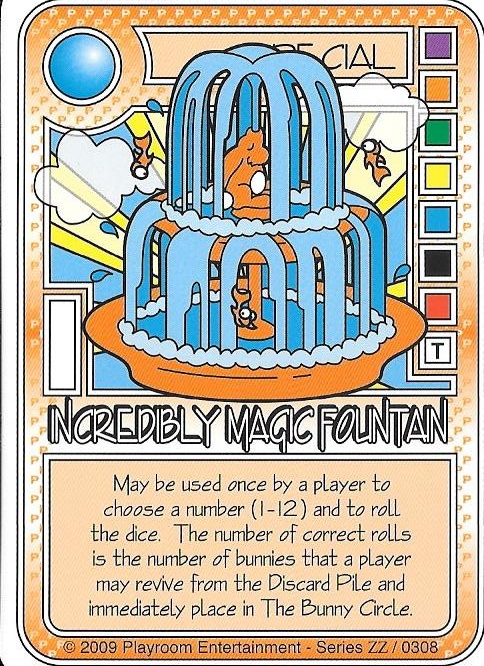 SPECIAL
T
INCREDIBLY MAGIC FOUNTAIN
May be used once by a player to
choose a number (1-12) and to roll
the dice. The number of correct rolls
is the number of bunnies that a player
may revive from the Discard Pile and
immediately place in The Bunny Circle.
© 2009 Playroom Entertainment - Series ZZ / 0308